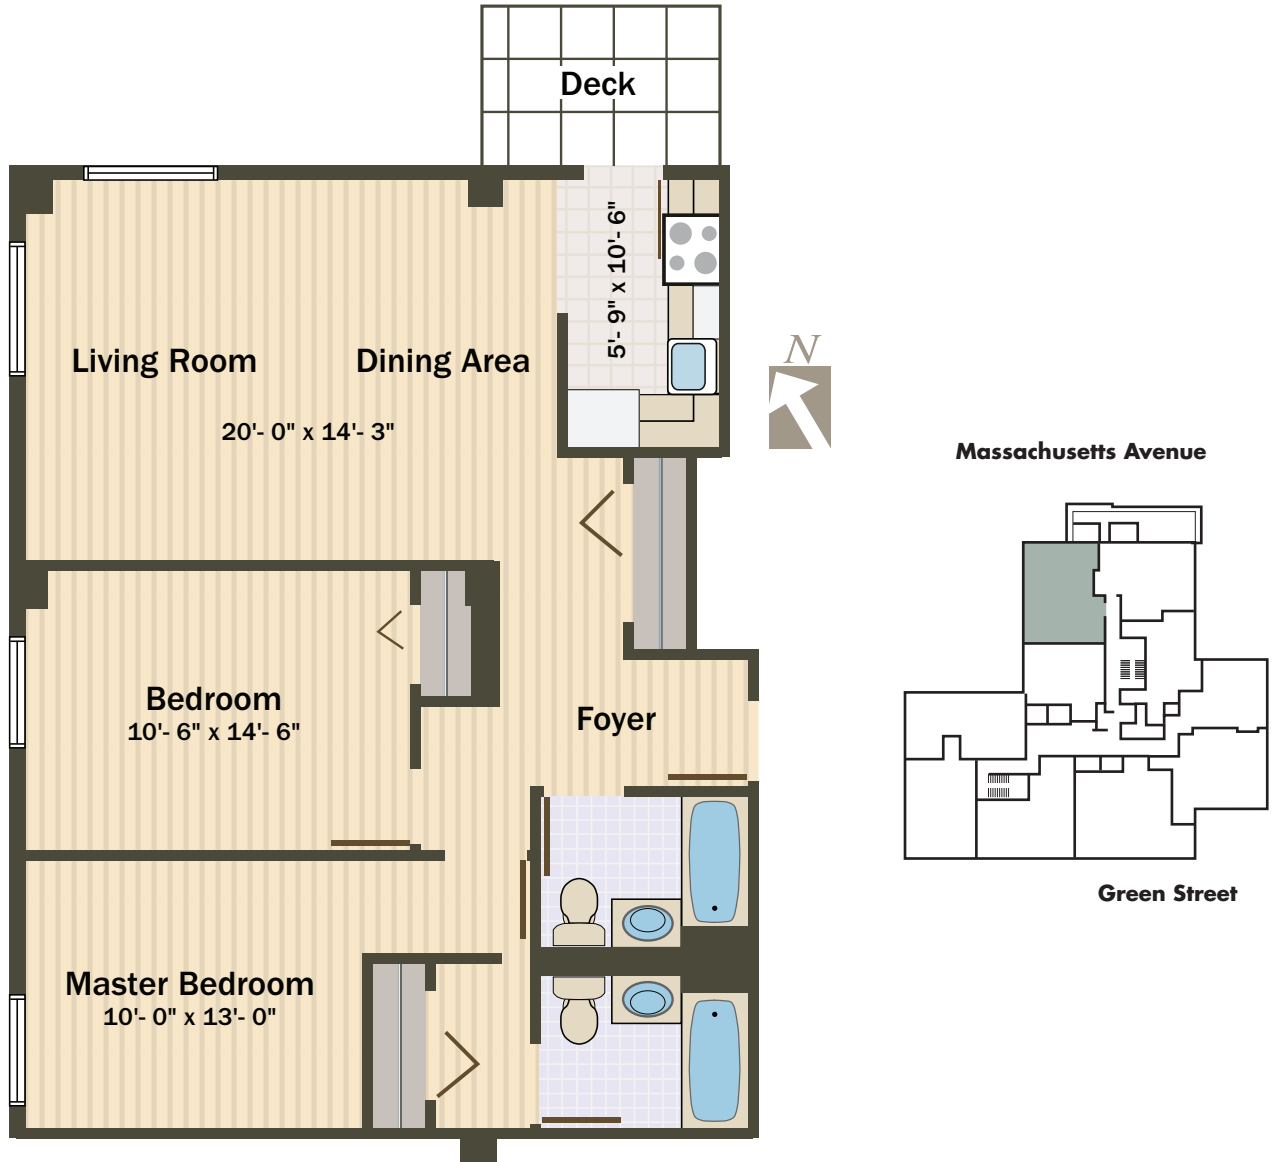 Deck
5'- 9" x 10'- 6"
Living Room
Dining Area
20'- 0" x 14'- 3"
N
Massachusetts Avenue
Bedroom
10'- 6" x 14'- 6"
Foyer
Green Street
Master Bedroom
10'- 0" x 13'- 0"